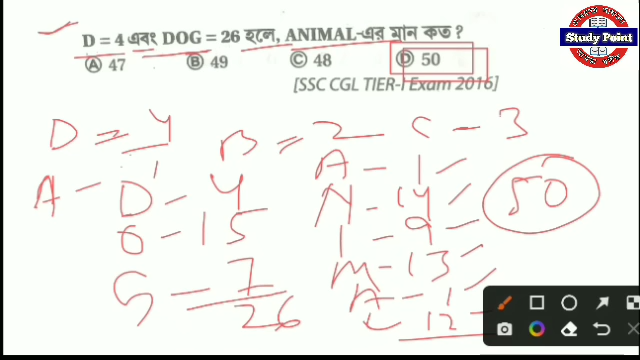 Study Point
D = 4 এবং DOG = 26 হলে, ANIMAL-এর মান কত ?
Ⓐ 47 Ⓑ 49 Ⓒ 48 Ⓓ 50
[SSC CGL TIER-I Exam 2016]
D = 4 B = 2 C - 3
A - 1 A - 1
D - 4 N - 14 50
O - 15 I - 9
G - 7 M - 13
26 A - 1
L - 12